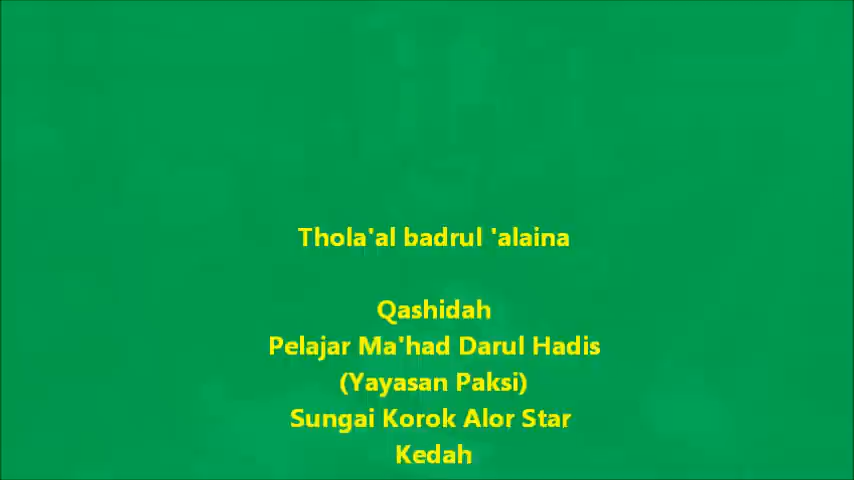 Thola'al badrul 'alaina
Qashidah
Pelajar Ma'had Darul Hadis
(Yayasan Paksi)
Sungai Korok Alor Star
Kedah